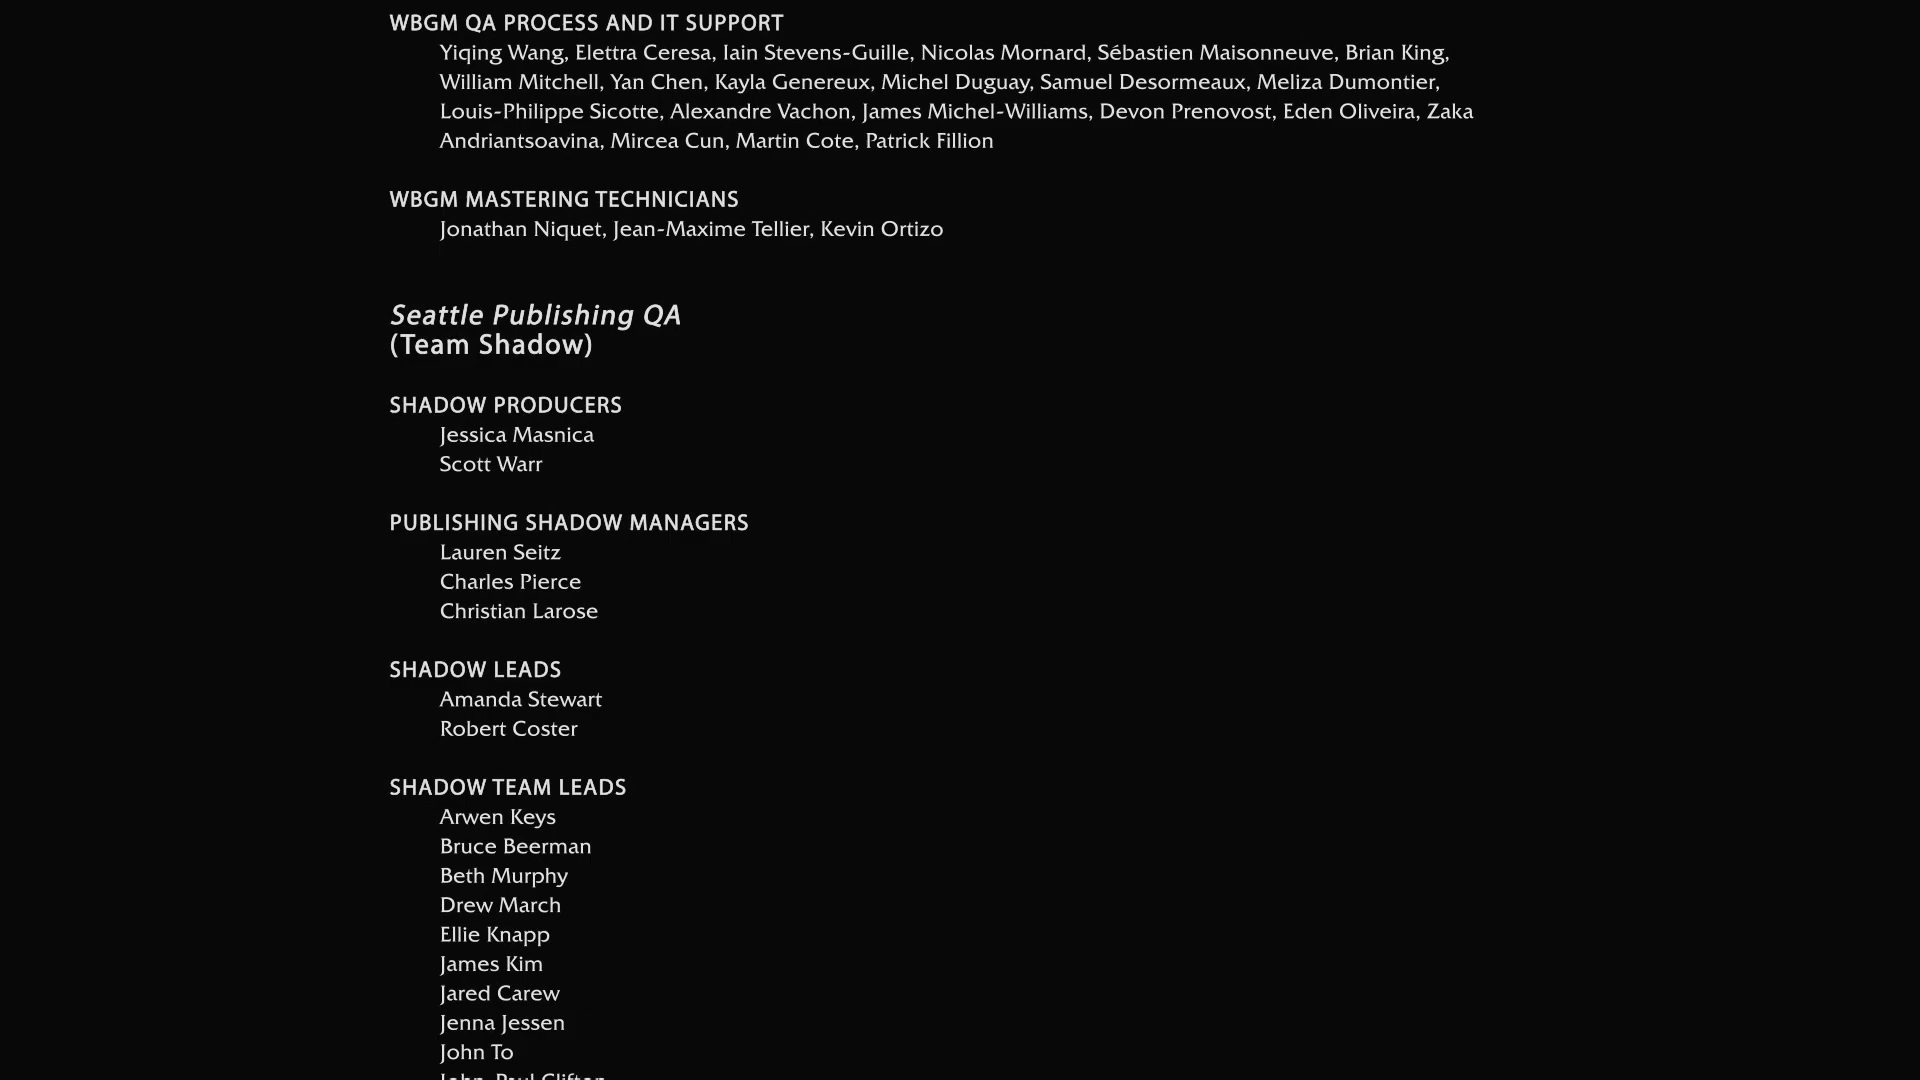 WBGM QA PROCESS AND IT SUPPORT
Yiqing Wang, Elettra Ceresa, Iain Stevens-Guille, Nicolas Mornard, Sébastien Maisonneuve, Brian King,
William Mitchell, Yan Chen, Kayla Genereux, Michel Duguay, Samuel Desormeaux, Meliza Dumontier,
Louis-Philippe Sicotte, Alexandre Vachon, James Michel-Williams, Devon Prenovost, Eden Oliveira, Zaka
Andriantsoavina, Mircea Cun, Martin Cote, Patrick Fillion
WBGM MASTERING TECHNICIANS
Jonathan Niquet, Jean-Maxime Tellier, Kevin Ortizo
Seattle Publishing QA
(Team Shadow)
SHADOW PRODUCERS
Jessica Masnica
Scott Warr
PUBLISHING SHADOW MANAGERS
Lauren Seitz
Charles Pierce
Christian Larose
SHADOW LEADS
Amanda Stewart
Robert Coster
SHADOW TEAM LEADS
Arwen Keys
Bruce Beerman
Beth Murphy
Drew March
Ellie Knapp
James Kim
Jared Carew
Jenna Jessen
John To